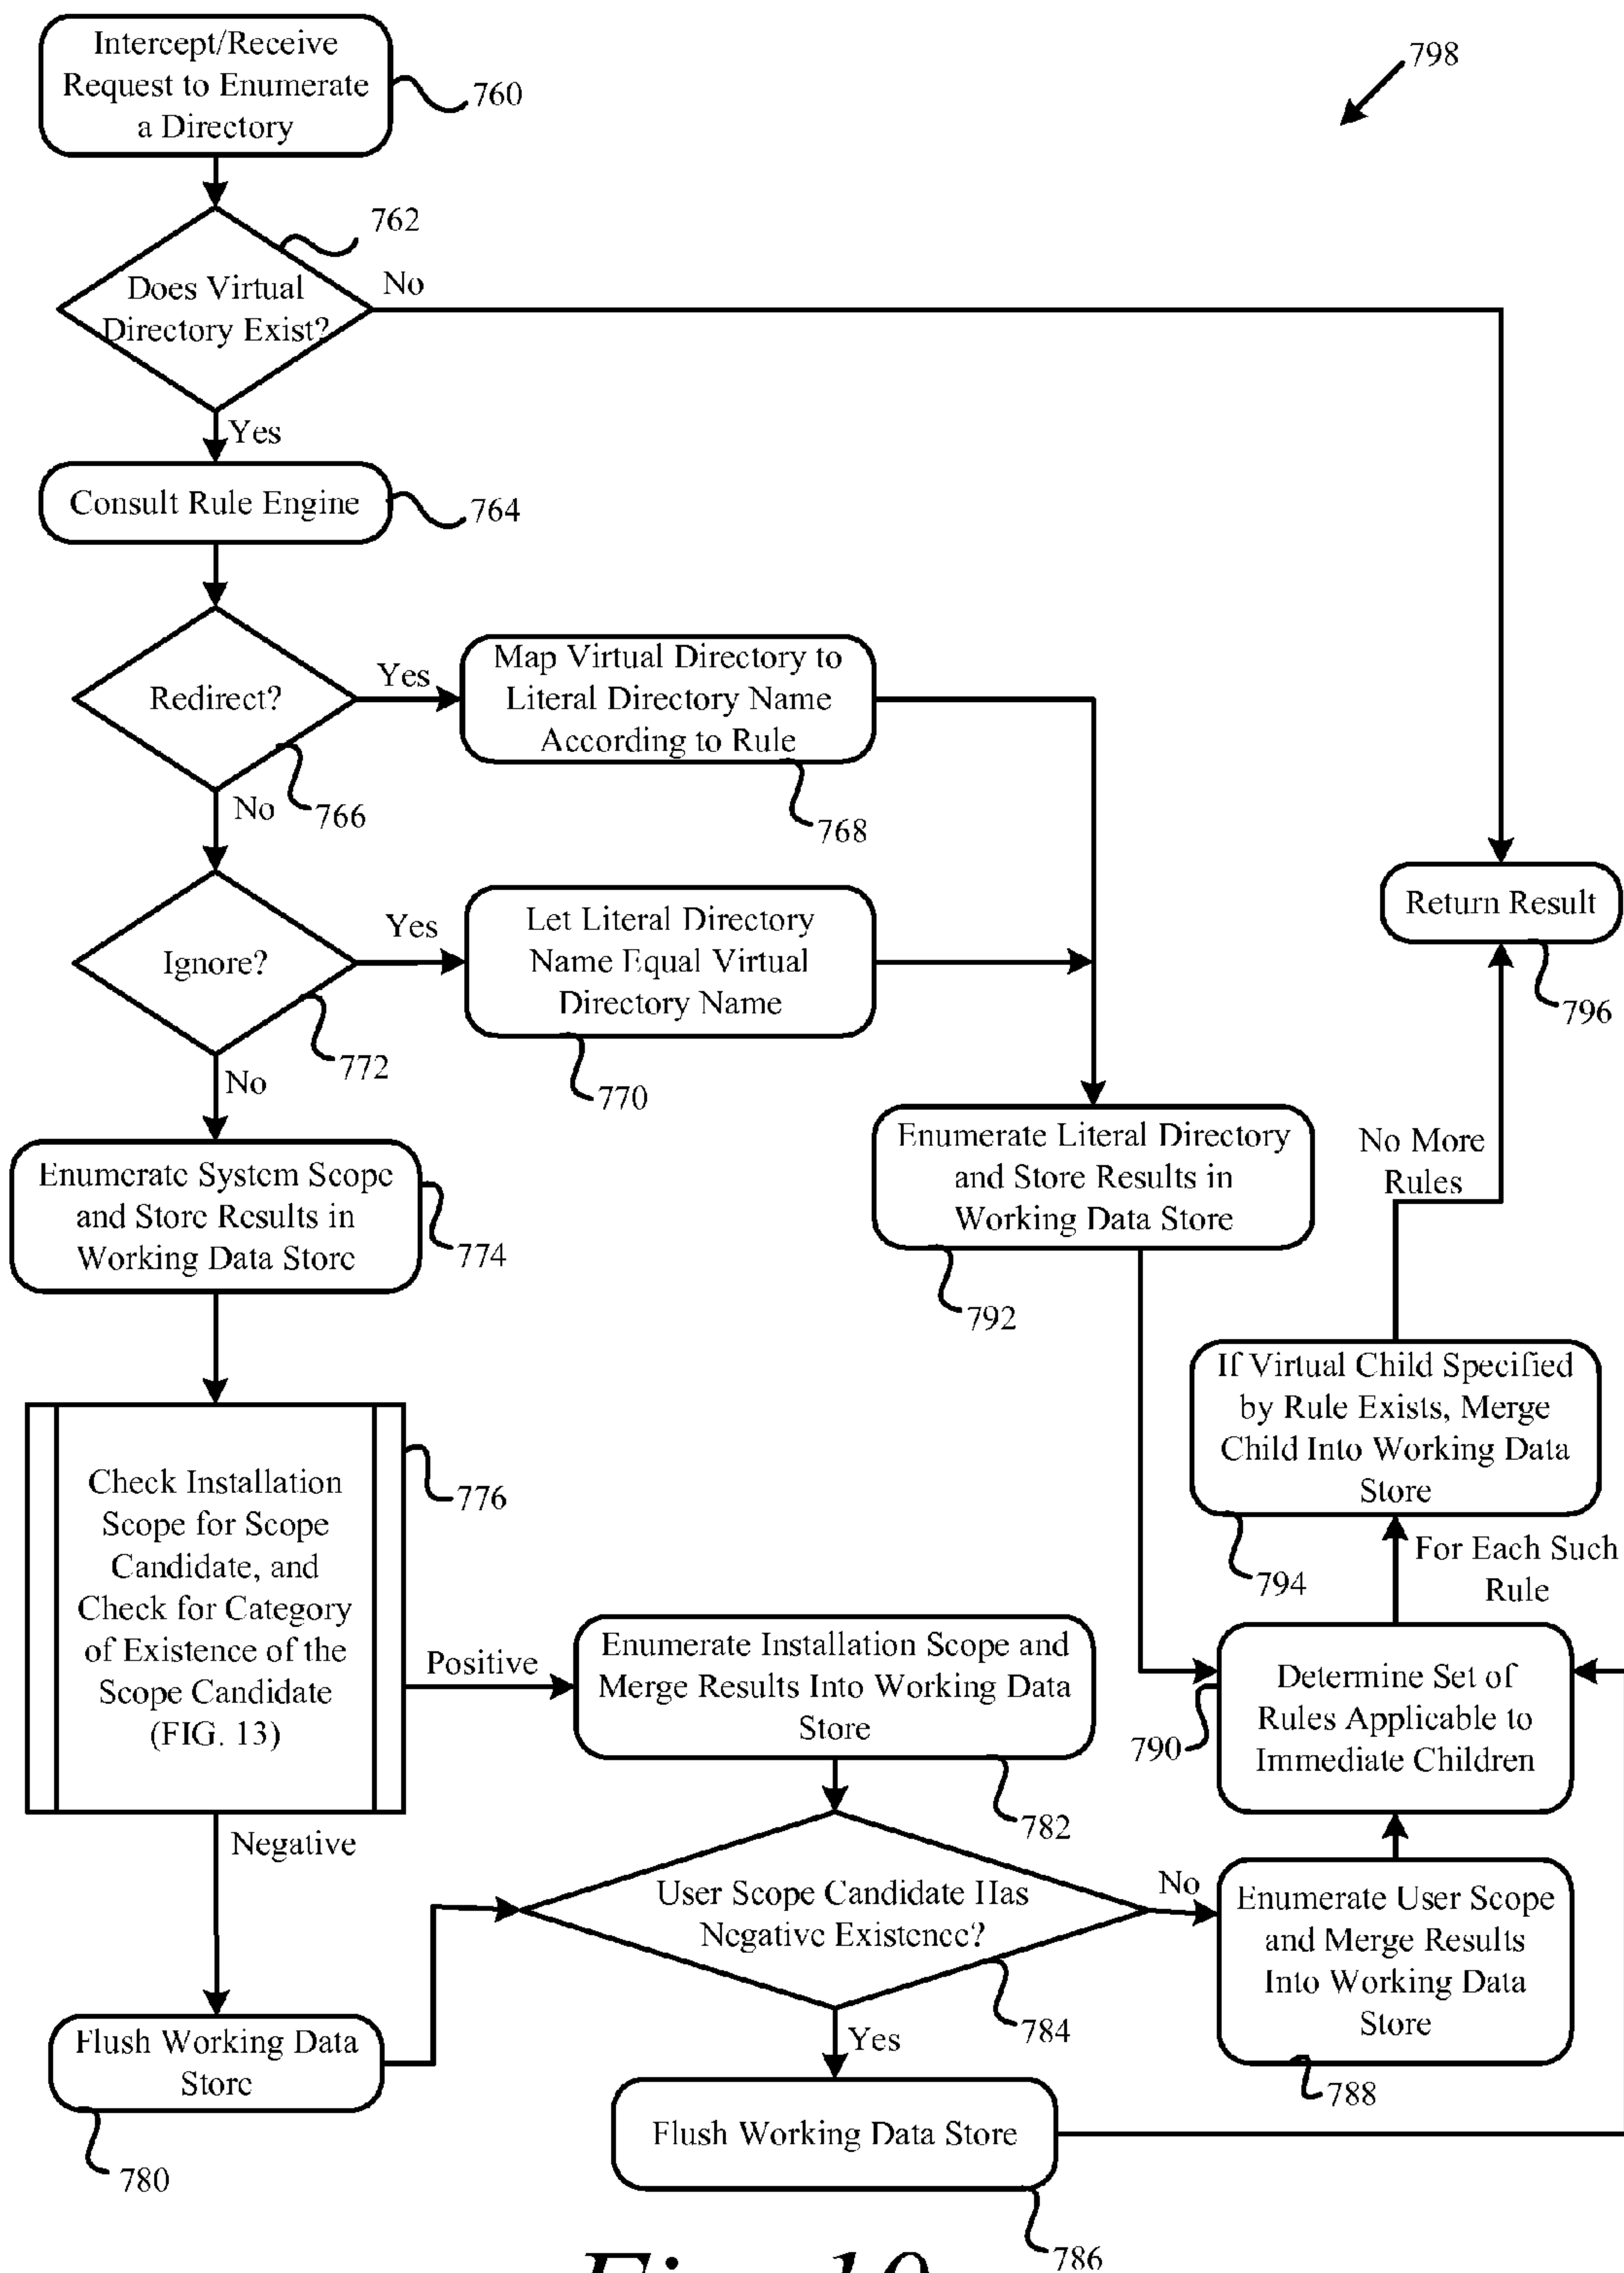 Intercept/Receive
Request to Enumerate
a Directory
760
798
762
Does Virtual
Directory Exist?
No
Yes
Consult Rule Engine
764
Redirect?
Yes
Map Virtual Directory to
Literal Directory Name
According to Rule
No
766
768
Ignore?
Yes
Let Literal Directory
Name Equal Virtual
Directory Name
Return Result
796
772
770
No
Enumerate Literal Directory
and Store Results in
Working Data Store
792
No More
Rules
Enumerate System Scope
and Store Results in
Working Data Store
774
If Virtual Child Specified
by Rule Exists, Merge
Child Into Working Data
Store
794
For Each Such
Rule
Check Installation
Scope for Scope
Candidate, and
Check for Category
of Existence of the
Scope Candidate
(FIG. 13)
776
Positive
Enumerate Installation Scope and
Merge Results Into Working Data
Store
782
Determine Set of
Rules Applicable to
Immediate Children
790
Negative
User Scope Candidate Has
Negative Existence?
784
No
Enumerate User Scope
and Merge Results
Into Working Data
Store
788
Yes
Flush Working Data
Store
780
Flush Working Data Store
786